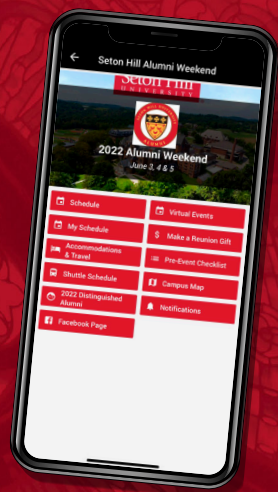 Seton Hill Alumni Weekend
Seton Hill
UNIVERSITY
ALUMNI
2022 Alumni Weekend
June 3, 4 & 5
Schedule
Virtual Events
My Schedule
Make a Reunion Gift
Accommodations
& Travel
Pre-Event Checklist
Shuttle Schedule
Campus Map
2022 Distinguished
Alumni
Notifications
Facebook Page